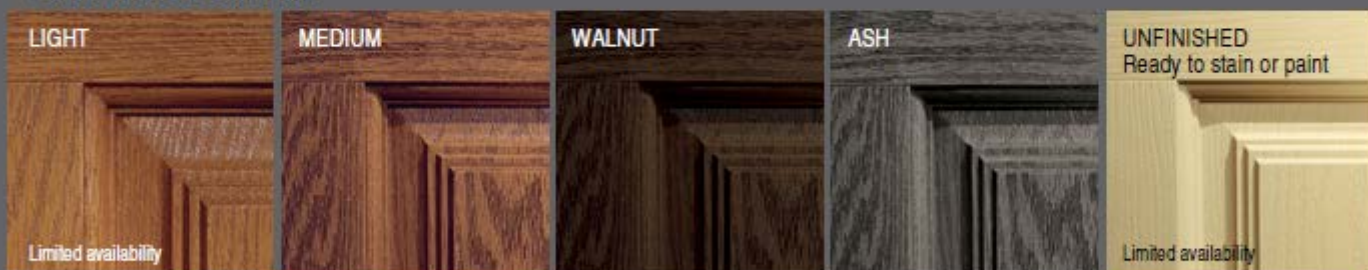 LIGHT
MEDIUM
WALNUT
ASH
UNFINISHED
Ready to stain or paint
Limited availability
Limited availability